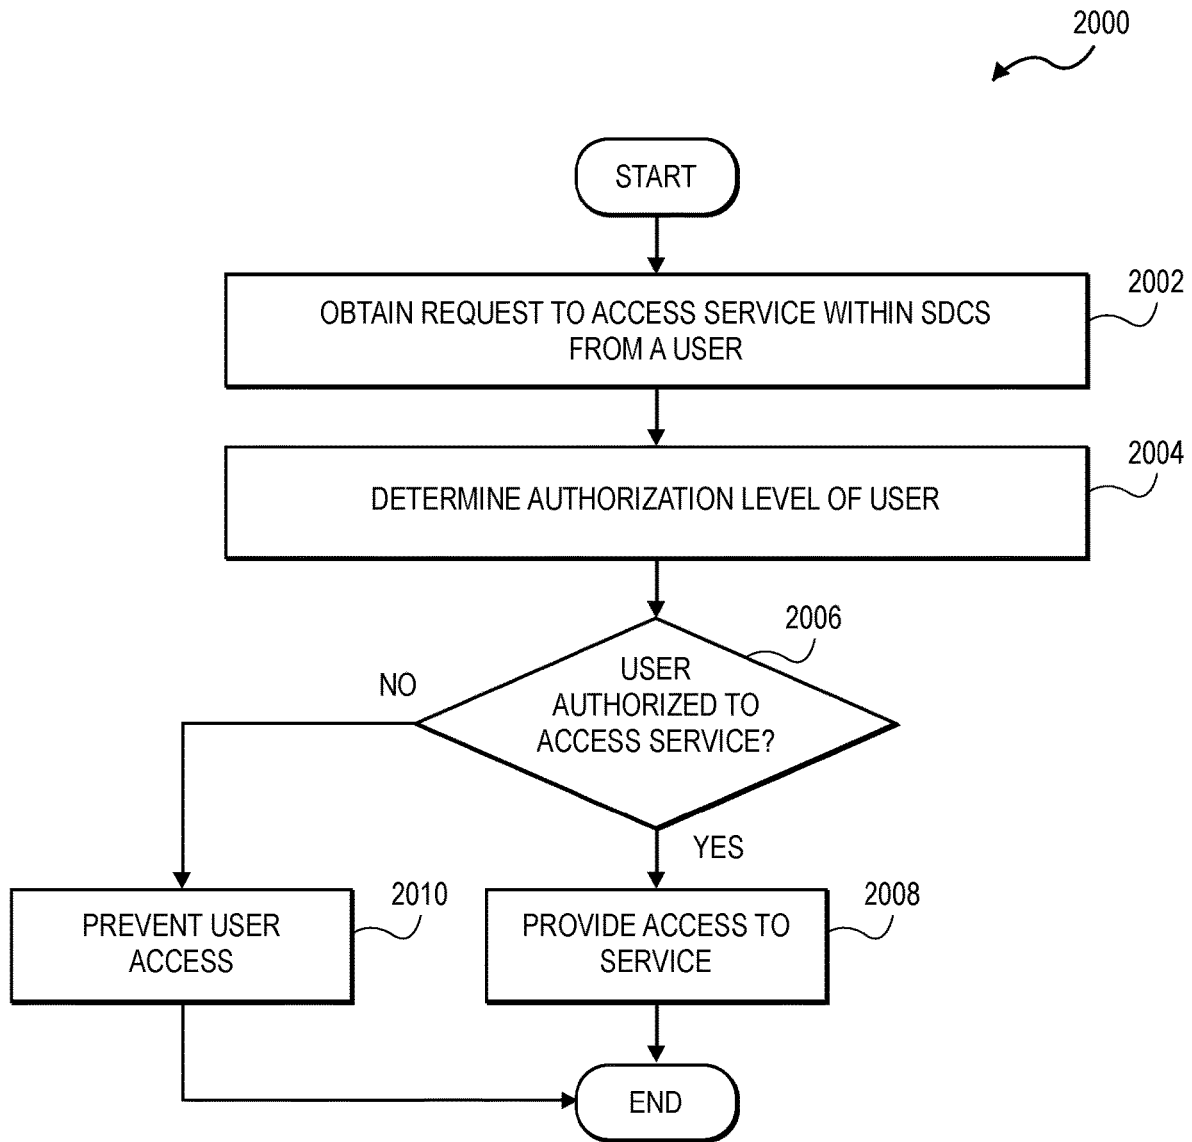 2000
START
2002
OBTAIN REQUEST TO ACCESS SERVICE WITHIN SDCS
FROM A USER
2004
DETERMINE AUTHORIZATION LEVEL OF USER
2006
USER
AUTHORIZED TO
ACCESS SERVICE?
NO
YES
2010
PREVENT USER
ACCESS
2008
PROVIDE ACCESS TO
SERVICE
END